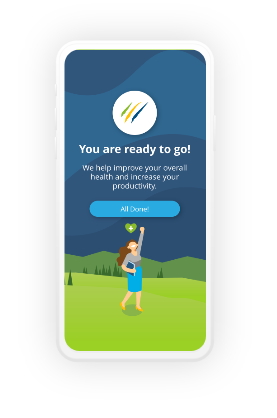 You are ready to go!
We help improve your overall
health and increase your
productivity.
All Done!